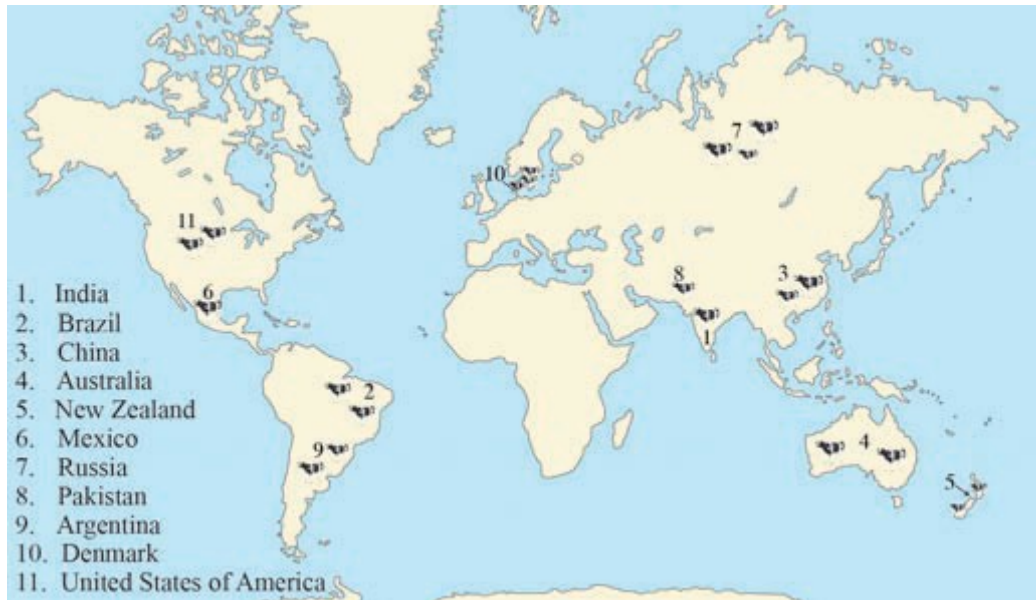 7
10
11
8
3
6
1
2
9
4
5
1. India
2. Brazil
3. China
4. Australia
5. New Zealand
6. Mexico
7. Russia
8. Pakistan
9. Argentina
10. Denmark
11. United States of America